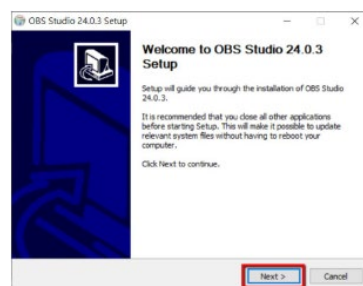 OBS Studio 24.0.3 Setup
Welcome to OBS Studio 24.0.3
Setup
Setup will guide you through the installation of OBS Studio
24.0.3.
It is recommended that you close all other applications
before starting Setup. This will make it possible to update
relevant system files without having to reboot your
computer.
Click Next to continue.
Next >
Cancel